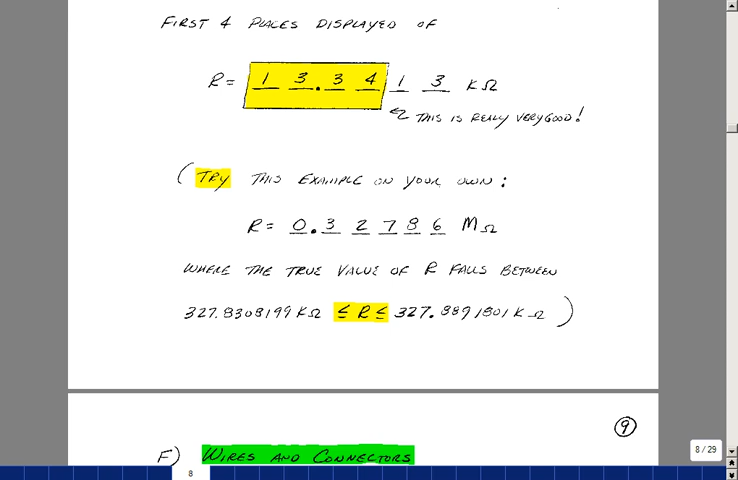 FIRST 4 PLACES DISPLAYED OF
R = 1 3 . 3 4 1 3 KΩ
← THIS IS REALLY VERY GOOD!
( TRY THIS EXAMPLE ON YOUR OWN:
R = 0 . 3 2 7 8 6 MΩ
WHERE THE TRUE VALUE OF R FALLS BETWEEN
327.8308199 KΩ ≤ R ≤ 327.8891801 KΩ )
9
F) WIRES AND CONNECTORS
8 / 29
8